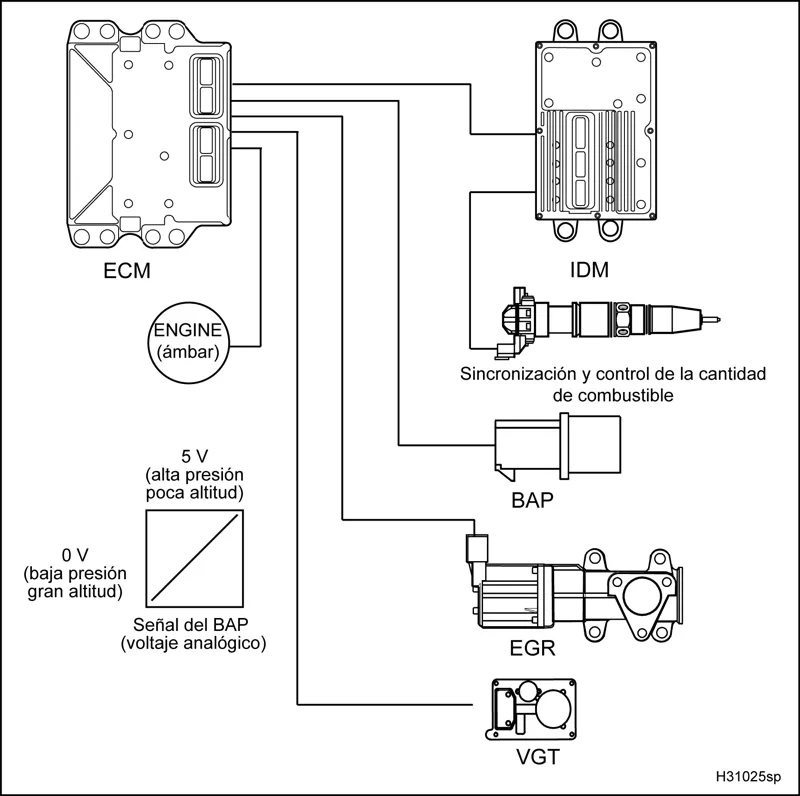 ECM
IDM
ENGINE
(ámbar)
Sincronización y control de la cantidad
de combustible
5 V
(alta presión
poca altitud)
BAP
0 V
(baja presión
gran altitud)
Señal del BAP
(voltaje analógico)
EGR
VGT
H31025sp